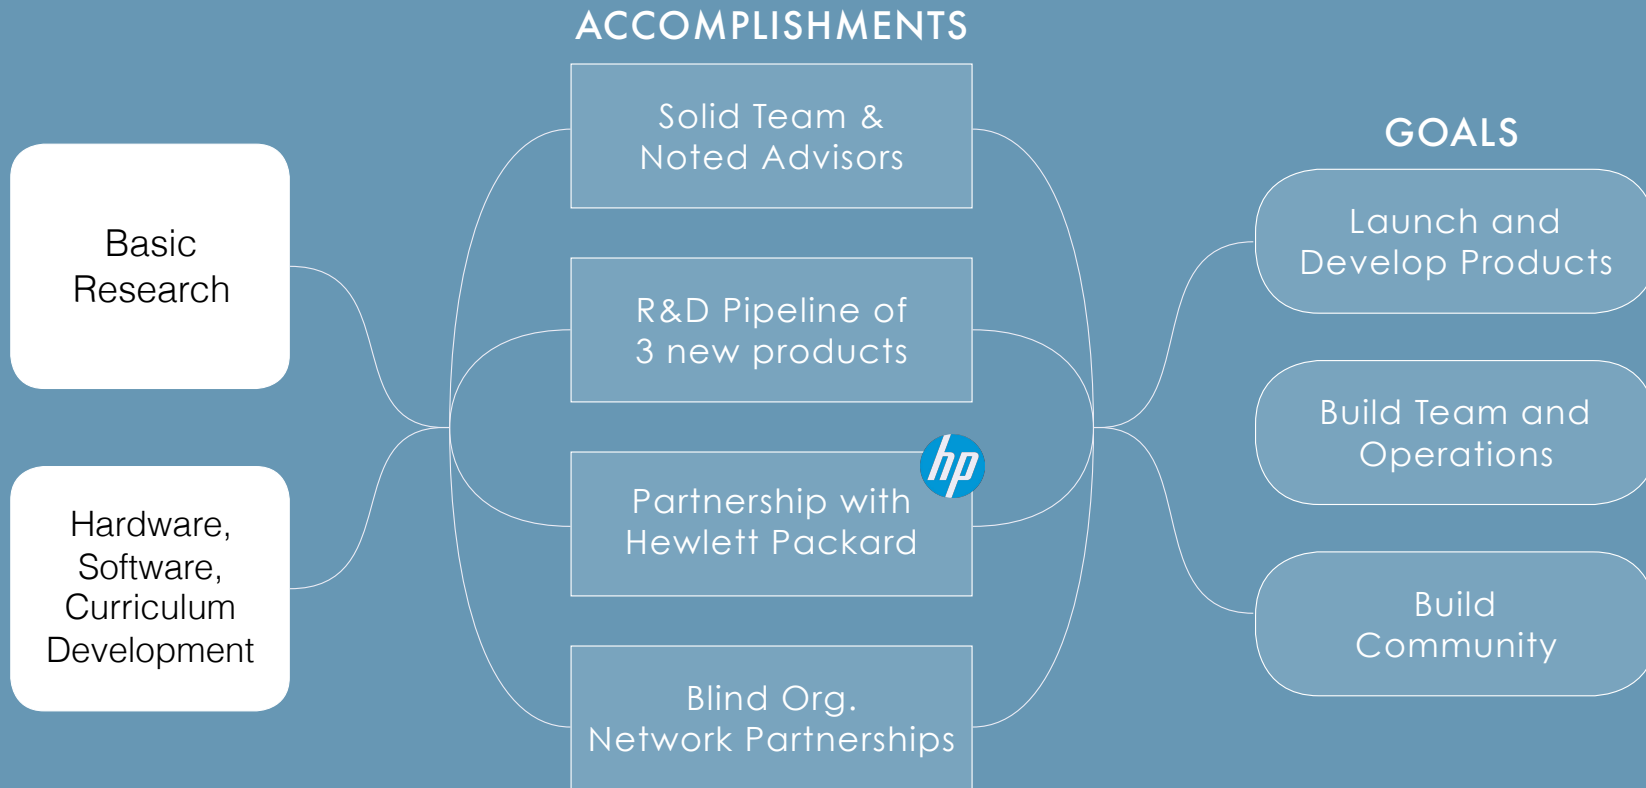 ACCOMPLISHMENTS
Basic
Research
Hardware,
Software,
Curriculum
Development
Solid Team &
Noted Advisors
R&D Pipeline of
3 new products
hp
Partnership with
Hewlett Packard
Blind Org.
Network Partnerships
GOALS
Launch and
Develop Products
Build Team and
Operations
Build
Community